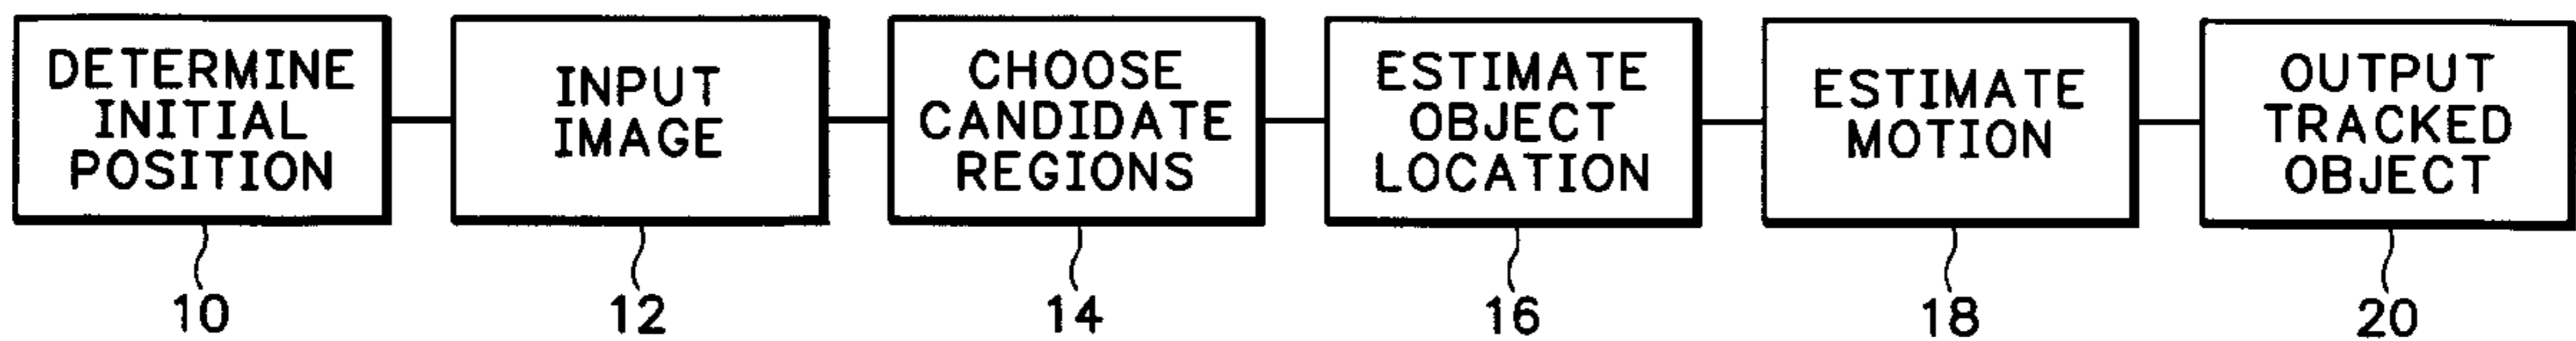 DETERMINE
INITIAL
POSITION
INPUT
IMAGE
CHOOSE
CANDIDATE
REGIONS
ESTIMATE
OBJECT
LOCATION
ESTIMATE
MOTION
OUTPUT
TRACKED
OBJECT
10
12
14
16
18
20